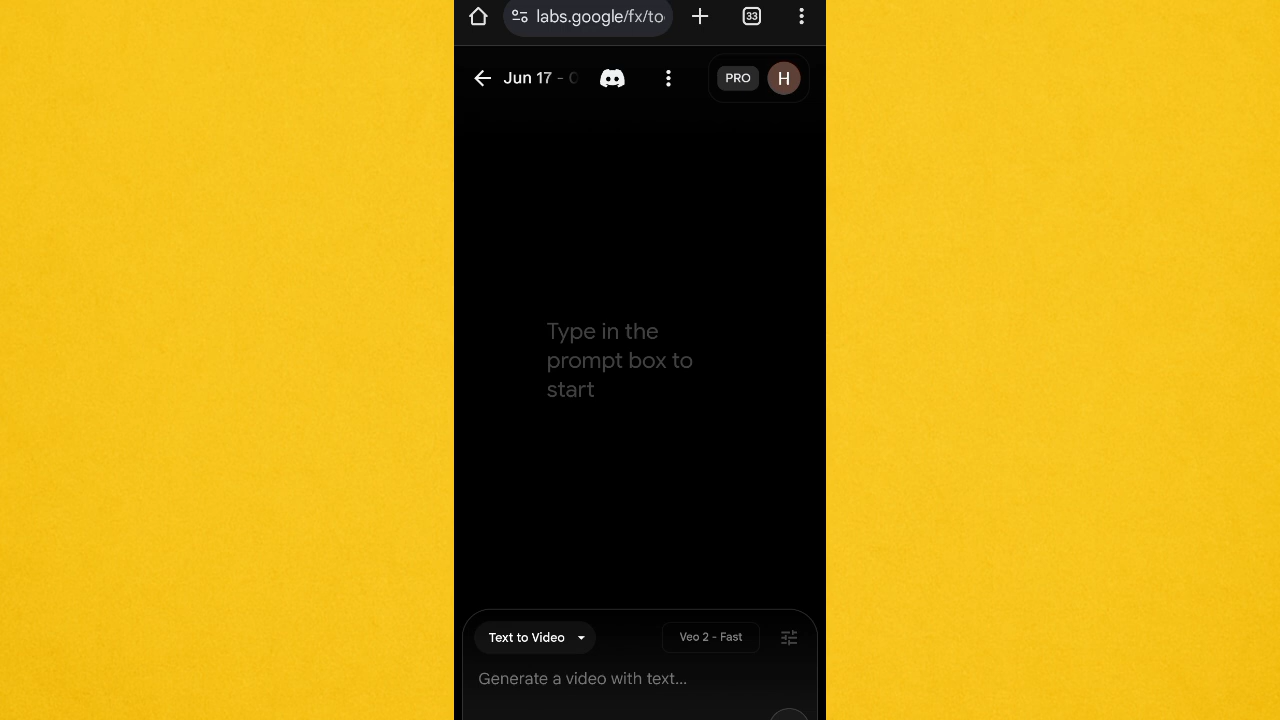 labs.google/fx/to
33
Jun 17 -
PRO
H
Type in the
prompt box to
start
Text to Video
Veo 2 - Fast
Generate a video with text...